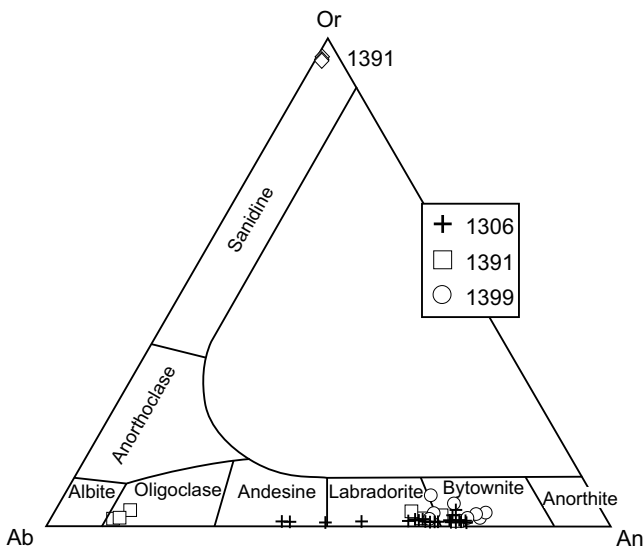 Or
1391
Sanidine
1306
1391
1399
Anorthoclase
Albite Oligoclase Andesine Labradorite Bytownite Anorthite
Ab An